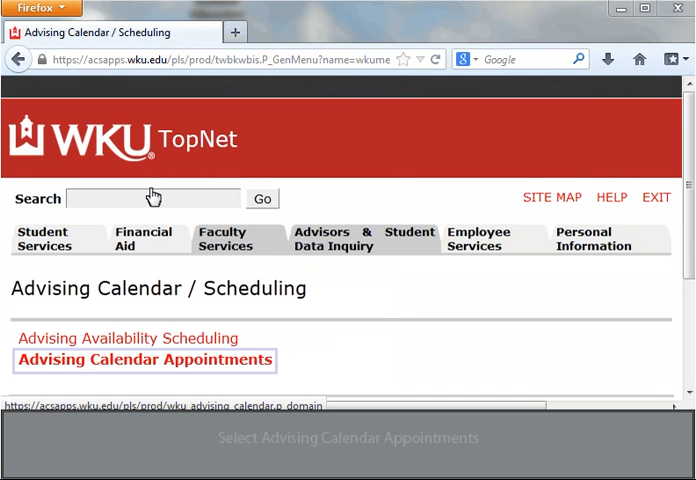 Firefox
Advising Calendar / Scheduling
https://acsapps.wku.edu/pls/prod/twbkwbis.P_GenMenu?name=wkume
Google
WKU® TopNet
Search
Go
SITE MAP
HELP
EXIT
Student Services
Financial Aid
Faculty Services
Advisors & Student Data Inquiry
Employee Services
Personal Information
Advising Calendar / Scheduling
Advising Availability Scheduling
Advising Calendar Appointments
https://acsapps.wku.edu/pls/prod/wku_advising_calendar.p_domain
Select Advising Calendar Appointments